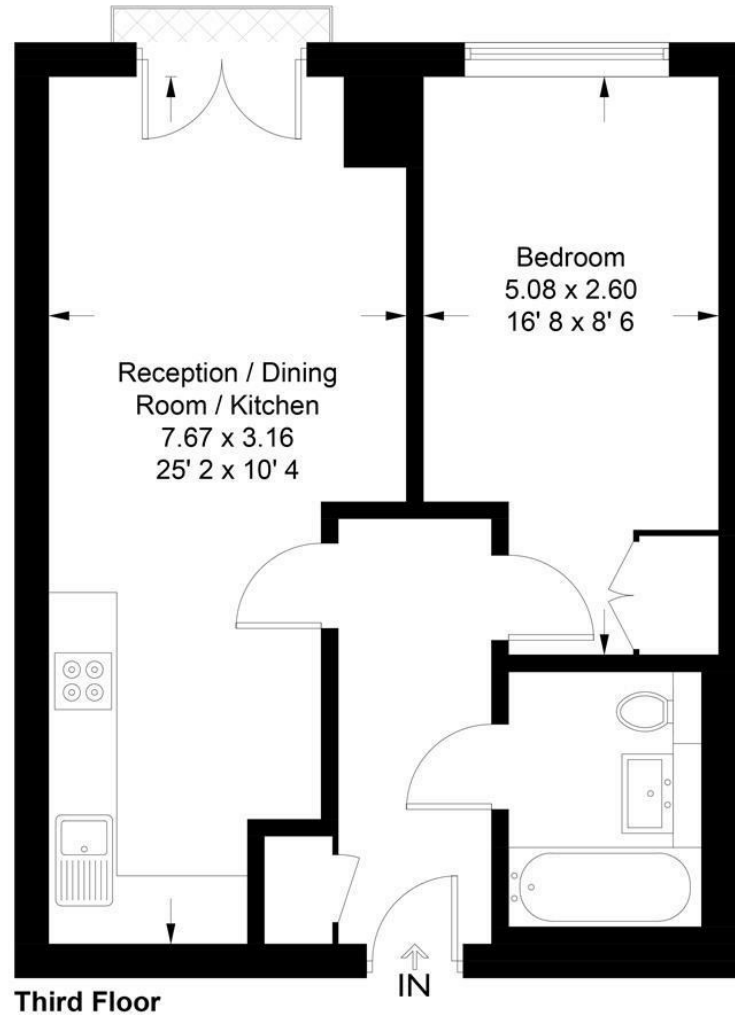 Bedroom
5.08 x 2.60
16' 8 x 8' 6
Reception / Dining
Room / Kitchen
7.67 x 3.16
25' 2 x 10' 4
IN
Third Floor